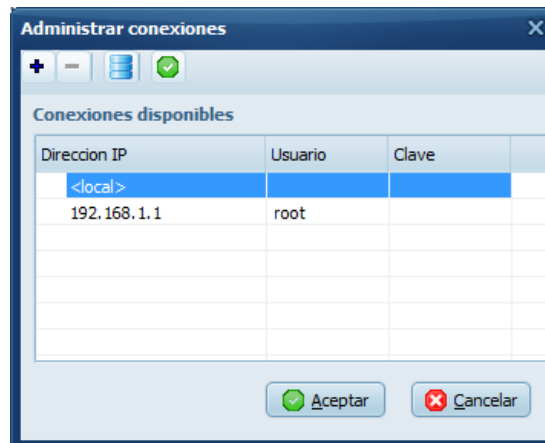 Administrar conexiones
Conexiones disponibles
Direccion IP Usuario Clave
<local>
192.168.1.1 root
Aceptar Cancelar